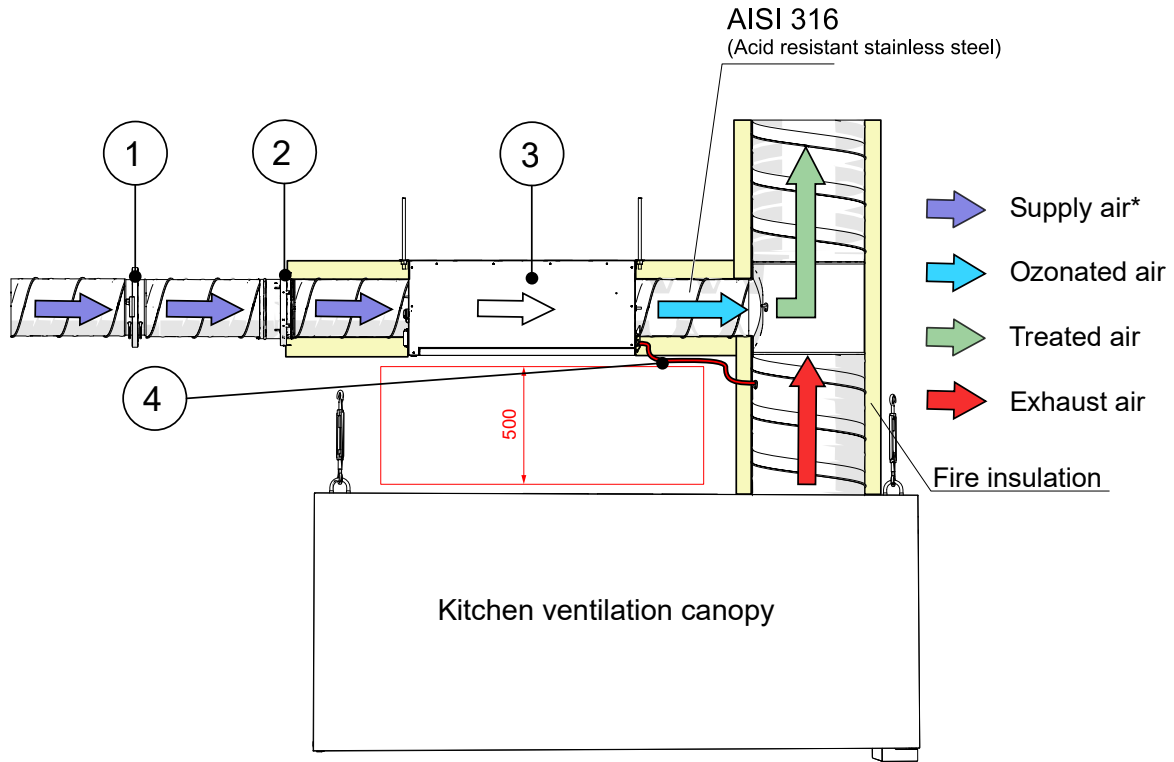 AISI 316
(Acid resistant stainless steel)
1
2
3
4
Supply air*
Ozonated air
Treated air
Exhaust air
500
Fire insulation
Kitchen ventilation canopy